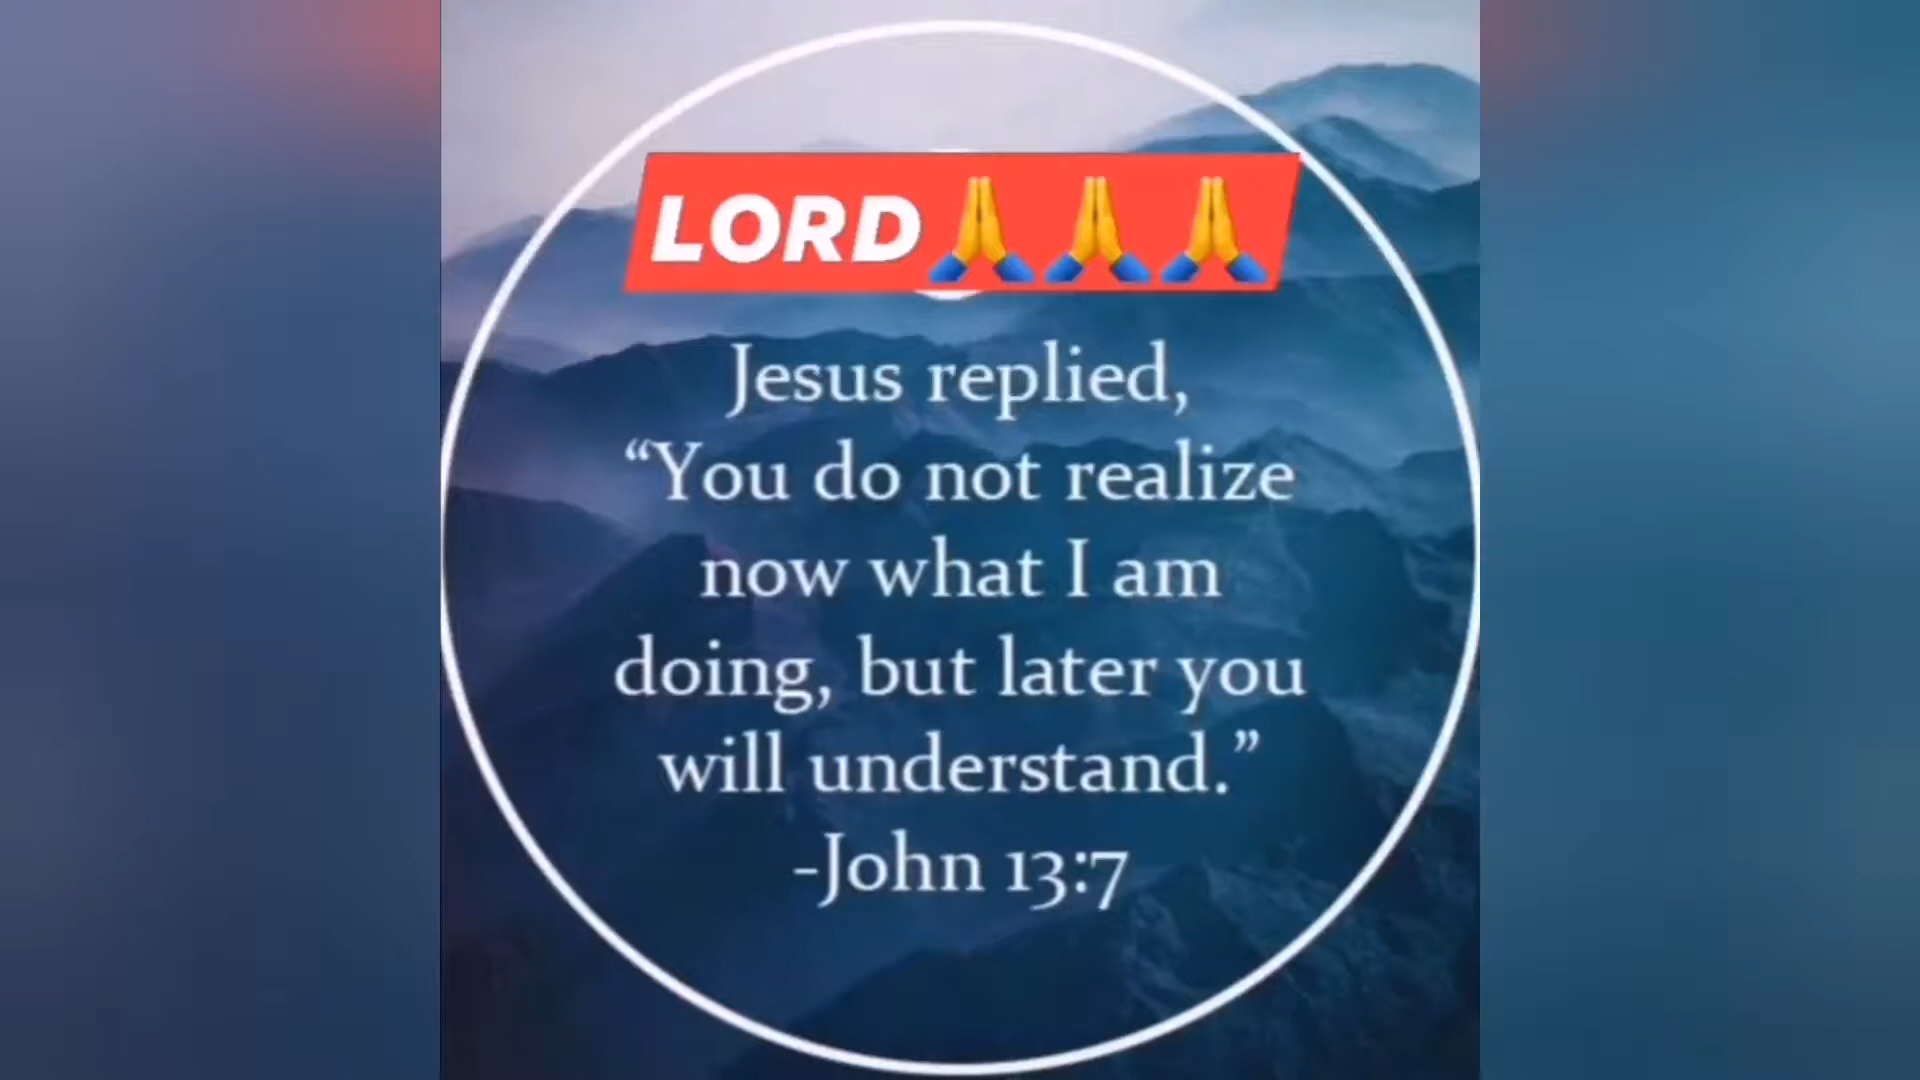 LORD🙏🙏🙏
Jesus replied,
“You do not realize
now what I am
doing, but later you
will understand.”
-John 13:7